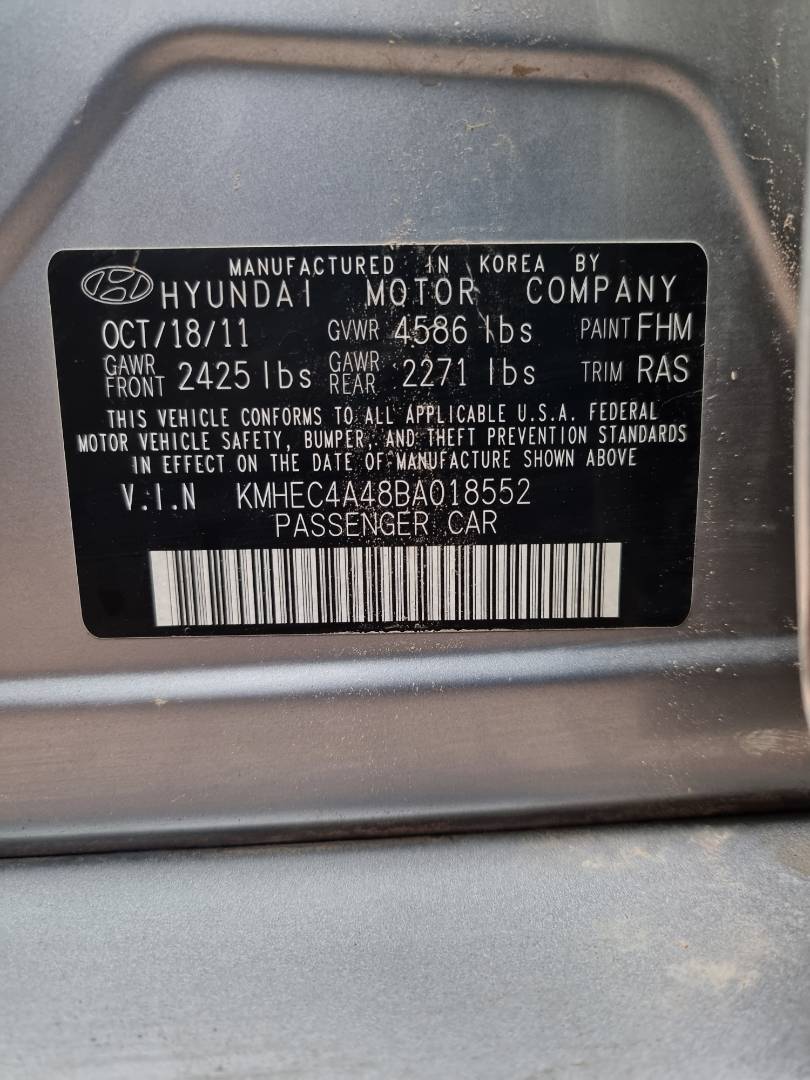 MANUFACTURED IN KOREA BY
HYUNDAI MOTOR COMPANY
OCT/18/11 GVWR 4586 lbs PAINT FHM
GAWR FRONT 2425 lbs GAWR REAR 2271 lbs TRIM RAS
THIS VEHICLE CONFORMS TO ALL APPLICABLE U.S.A. FEDERAL
MOTOR VEHICLE SAFETY, BUMPER, AND THEFT PREVENTION STANDARDS
IN EFFECT ON THE DATE OF MANUFACTURE SHOWN ABOVE
V.I.N KMHEC4A48BA018552
PASSENGER CAR